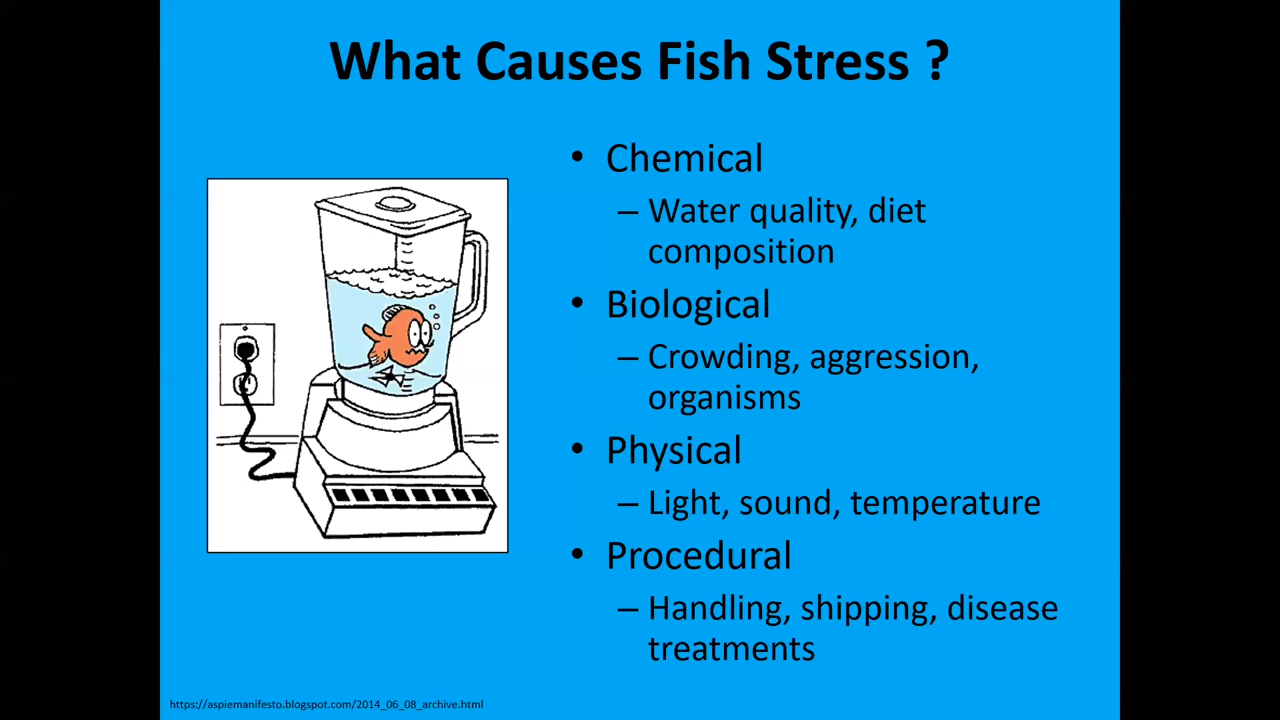 What Causes Fish Stress ?
• Chemical
– Water quality, diet
composition
• Biological
– Crowding, aggression,
organisms
• Physical
– Light, sound, temperature
• Procedural
– Handling, shipping, disease
treatments
https://aspiemanifesto.blogspot.com/2014_06_08_archive.html